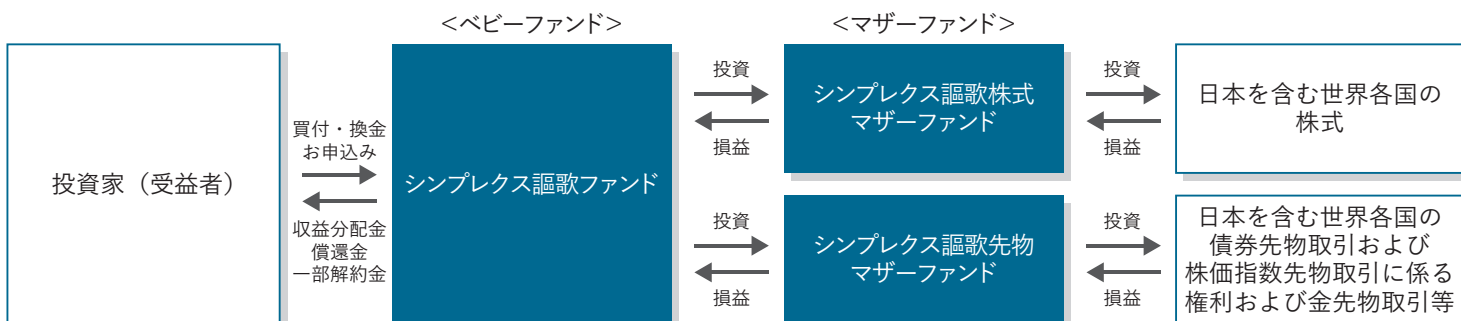 <ベビーファンド>
<マザーファンド>
投資家（受益者）
買付・換金
お申込み
収益分配金
償還金
一部解約金
シンプレクス謳歌ファンド
投資
損益
シンプレクス謳歌株式
マザーファンド
投資
損益
日本を含む世界各国の
株式
投資
損益
シンプレクス謳歌先物
マザーファンド
投資
損益
日本を含む世界各国の
債券先物取引および
株価指数先物取引に係る
権利および金先物取引等